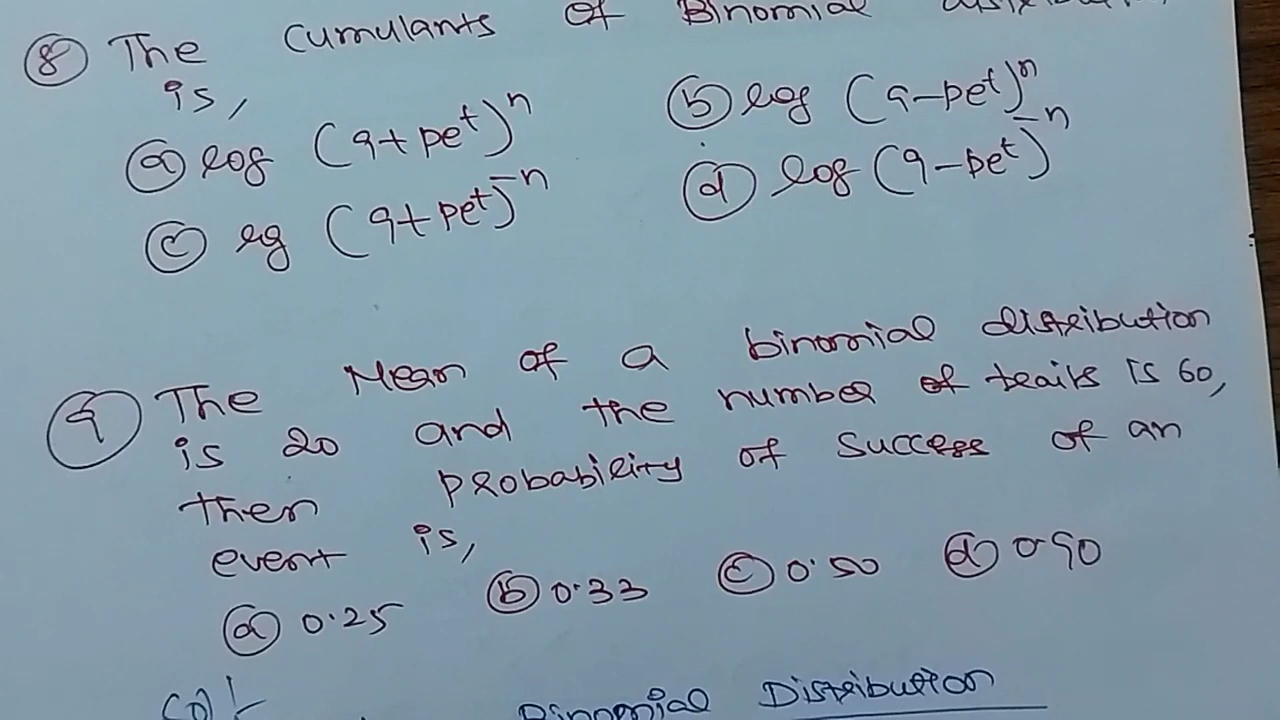 ⑧ The Cumulants of Binomial
is,
ⓐ log (q+pe^t)^n ⓑ log (q-pe^t)^n
ⓒ log (q+pe^t)^-n ⓓ log (q-pe^t)^-n
⑨ The Mean of a binomial distribution
is 20 and the number of trails is 60,
then probability of success of an
event is,
ⓐ 0.25 ⓑ 0.33 ⓒ 0.50 ⓓ 0.90
Sol:- Binomial Distribution